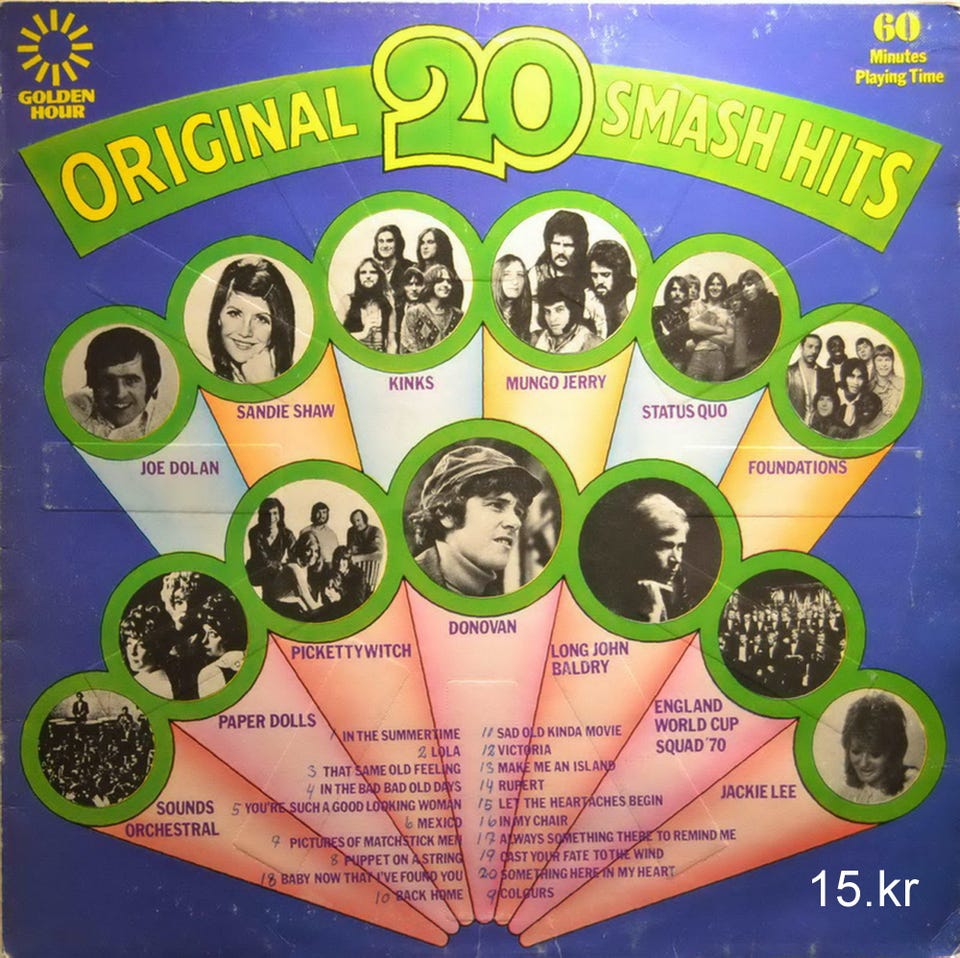 GOLDEN
HOUR
60
Minutes
Playing Time
ORIGINAL 20 SMASH HITS
KINKS
MUNGO JERRY
SANDIE SHAW
STATUS QUO
JOE DOLAN
FOUNDATIONS
DONOVAN
PICKETTYWITCH
LONG JOHN
BALDRY
PAPER DOLLS
ENGLAND
WORLD CUP
SQUAD '70
SOUNDS
ORCHESTRAL
JACKIE LEE
1 IN THE SUMMERTIME
2 LOLA
3 THAT SAME OLD FEELING
4 IN THE BAD BAD OLD DAYS
5 YOU'RE SUCH A GOOD LOOKING WOMAN
6 MEXICO
7 PICTURES OF MATCHSTICK MEN
8 PUPPET ON A STRING
18 BABY NOW THAT I'VE FOUND YOU
10 BACK HOME
11 SAD OLD KINDA MOVIE
12 VICTORIA
13 MAKE ME AN ISLAND
14 RUPERT
15 LET THE HEARTACHES BEGIN
16 IN MY CHAIR
17 ALWAYS SOMETHING THERE TO REMIND ME
19 CAST YOUR FATE TO THE WIND
20 SOMETHING HERE IN MY HEART
9 COLOURS
15.kr